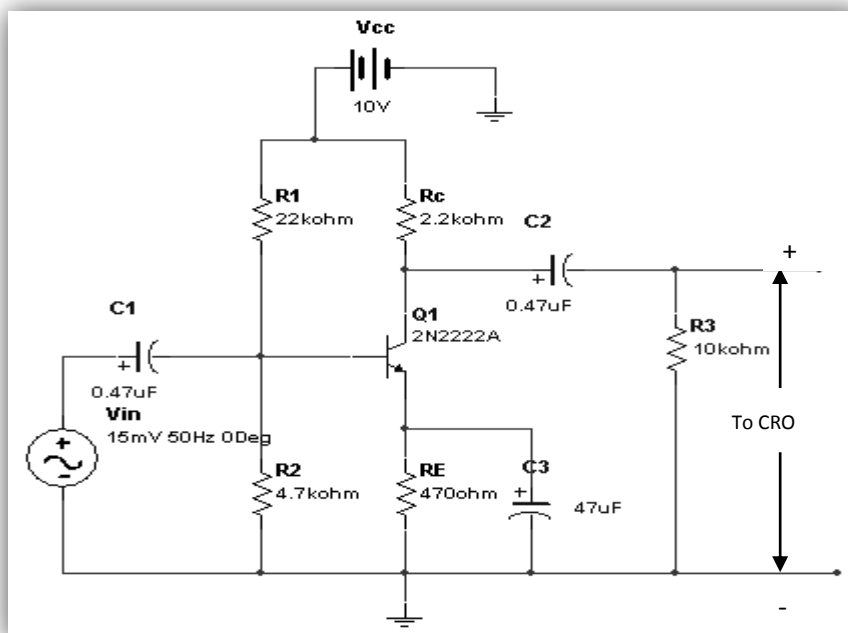 Vcc
10V
R1
22kohm
Rc
2.2kohm
C2
+
0.47uF
+
C1
+
0.47uF
Q1
2N2222A
R3
10kohm
Vin
15mV 50Hz 0Deg
+
-
To CRO
R2
4.7kohm
RE
470ohm
C3
+
47uF
-